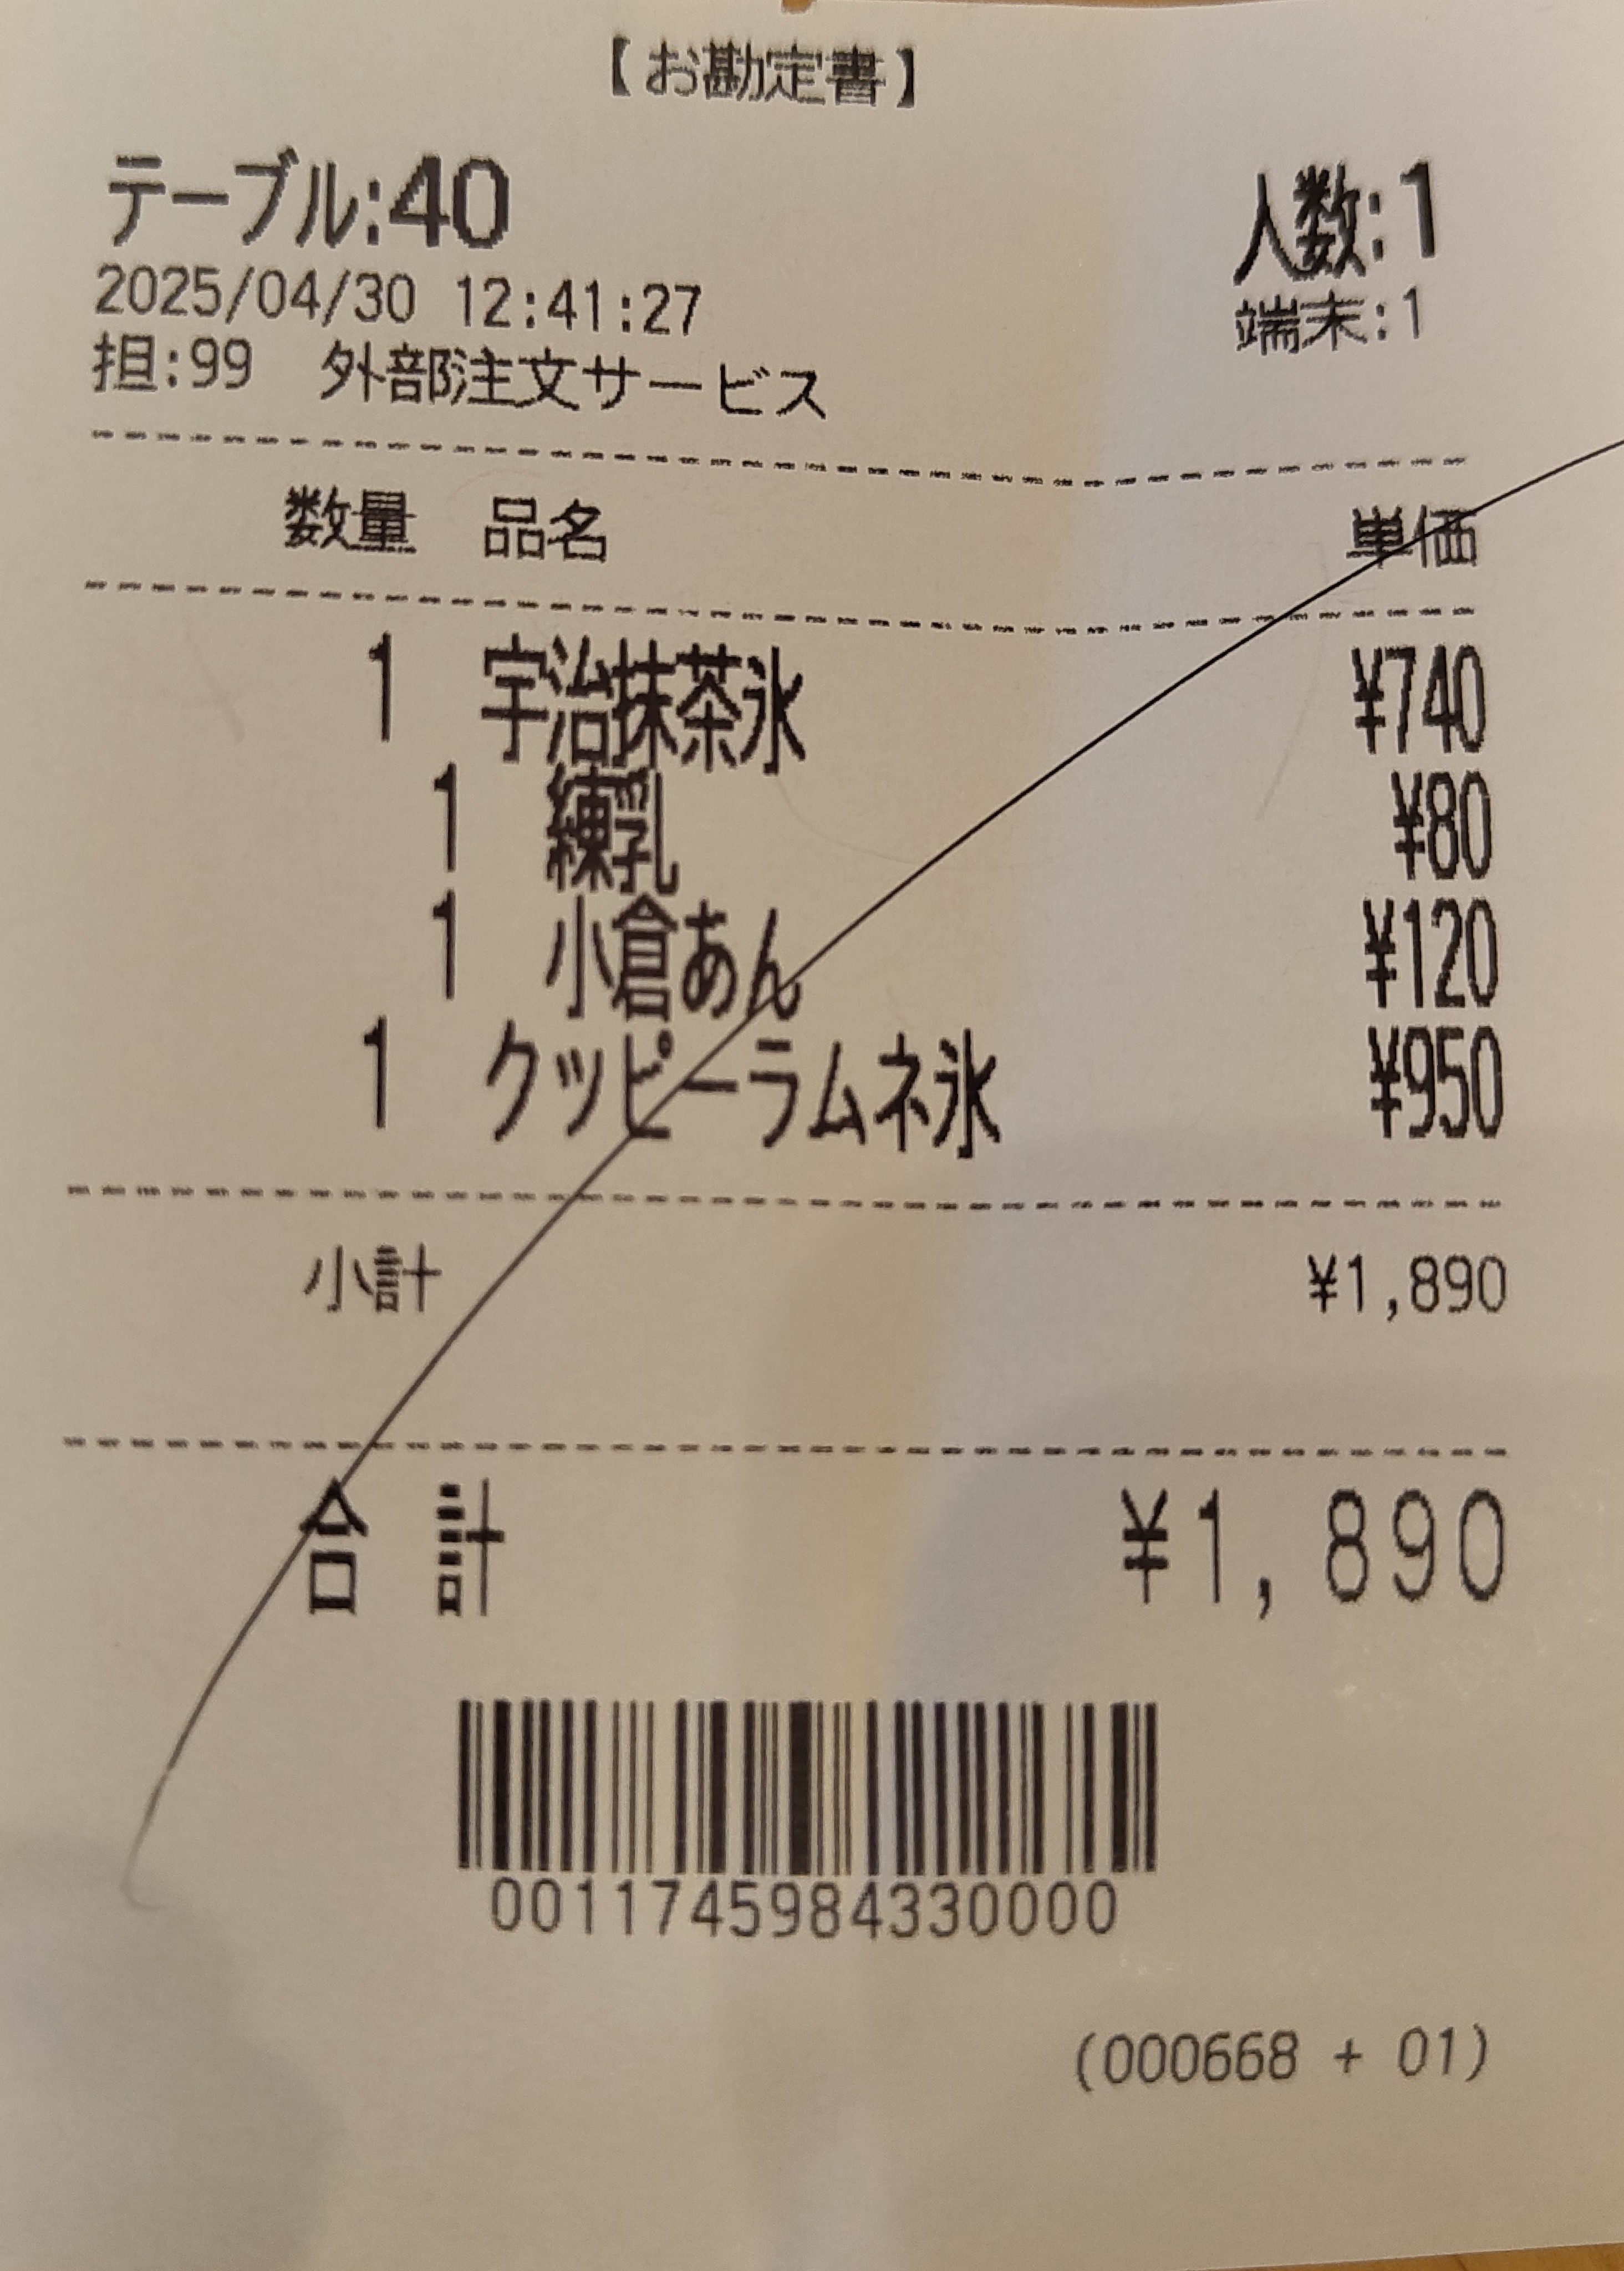 【お勘定書】
テーブル:40 人数:1
2025/04/30 12:41:27 端末:1
担:99 外部注文サービス
数量 品名 単価
1 宇治抹茶氷 ¥740
1 練乳 ¥80
1 小倉あん ¥120
1 クッピーラムネ氷 ¥950
小計 ¥1,890
合計 ¥1,890
0011745984330000
(000668 + 01)